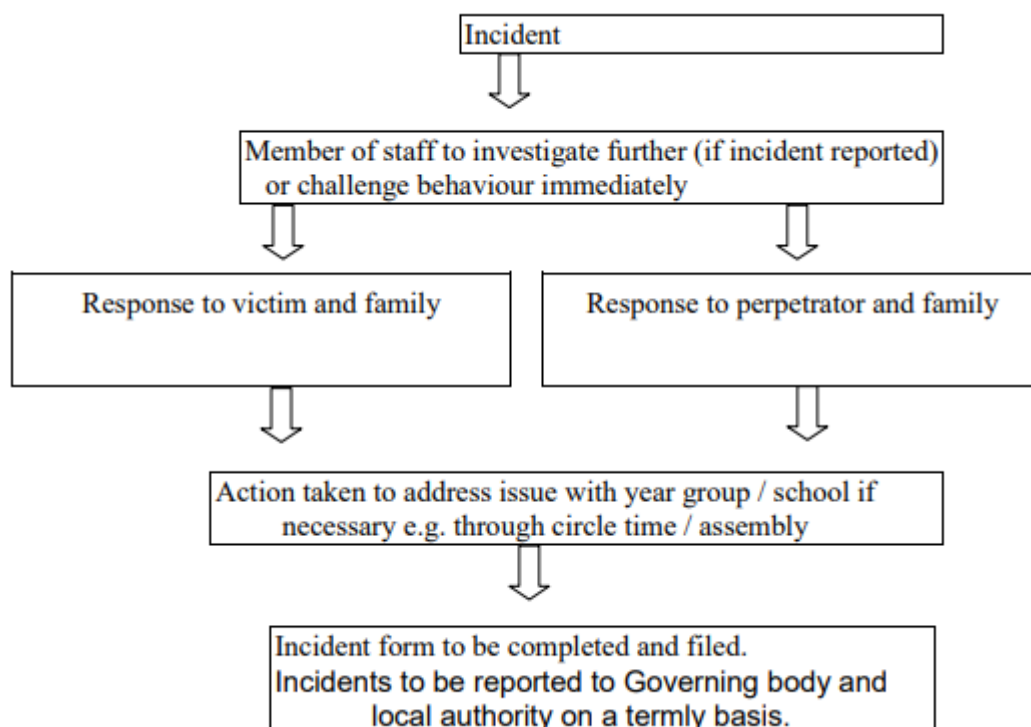 Incident
Member of staff to investigate further (if incident reported)
or challenge behaviour immediately
Response to victim and family
Response to perpetrator and family
Action taken to address issue with year group / school if
necessary e.g. through circle time / assembly
Incident form to be completed and filed.
Incidents to be reported to Governing body and
local authority on a termly basis.